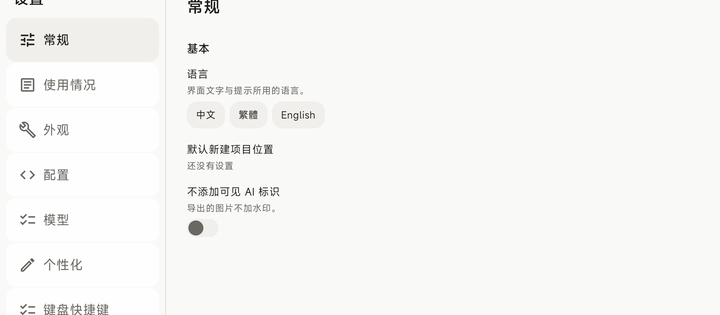 设置
常规
使用情况
外观
配置
模型
个性化
键盘快捷键
常规
基本
语言
界面文字与提示所用的语言。
中文
繁體
English
默认新建项目位置
还没有设置
不添加可见 AI 标识
导出的图片不加水印。